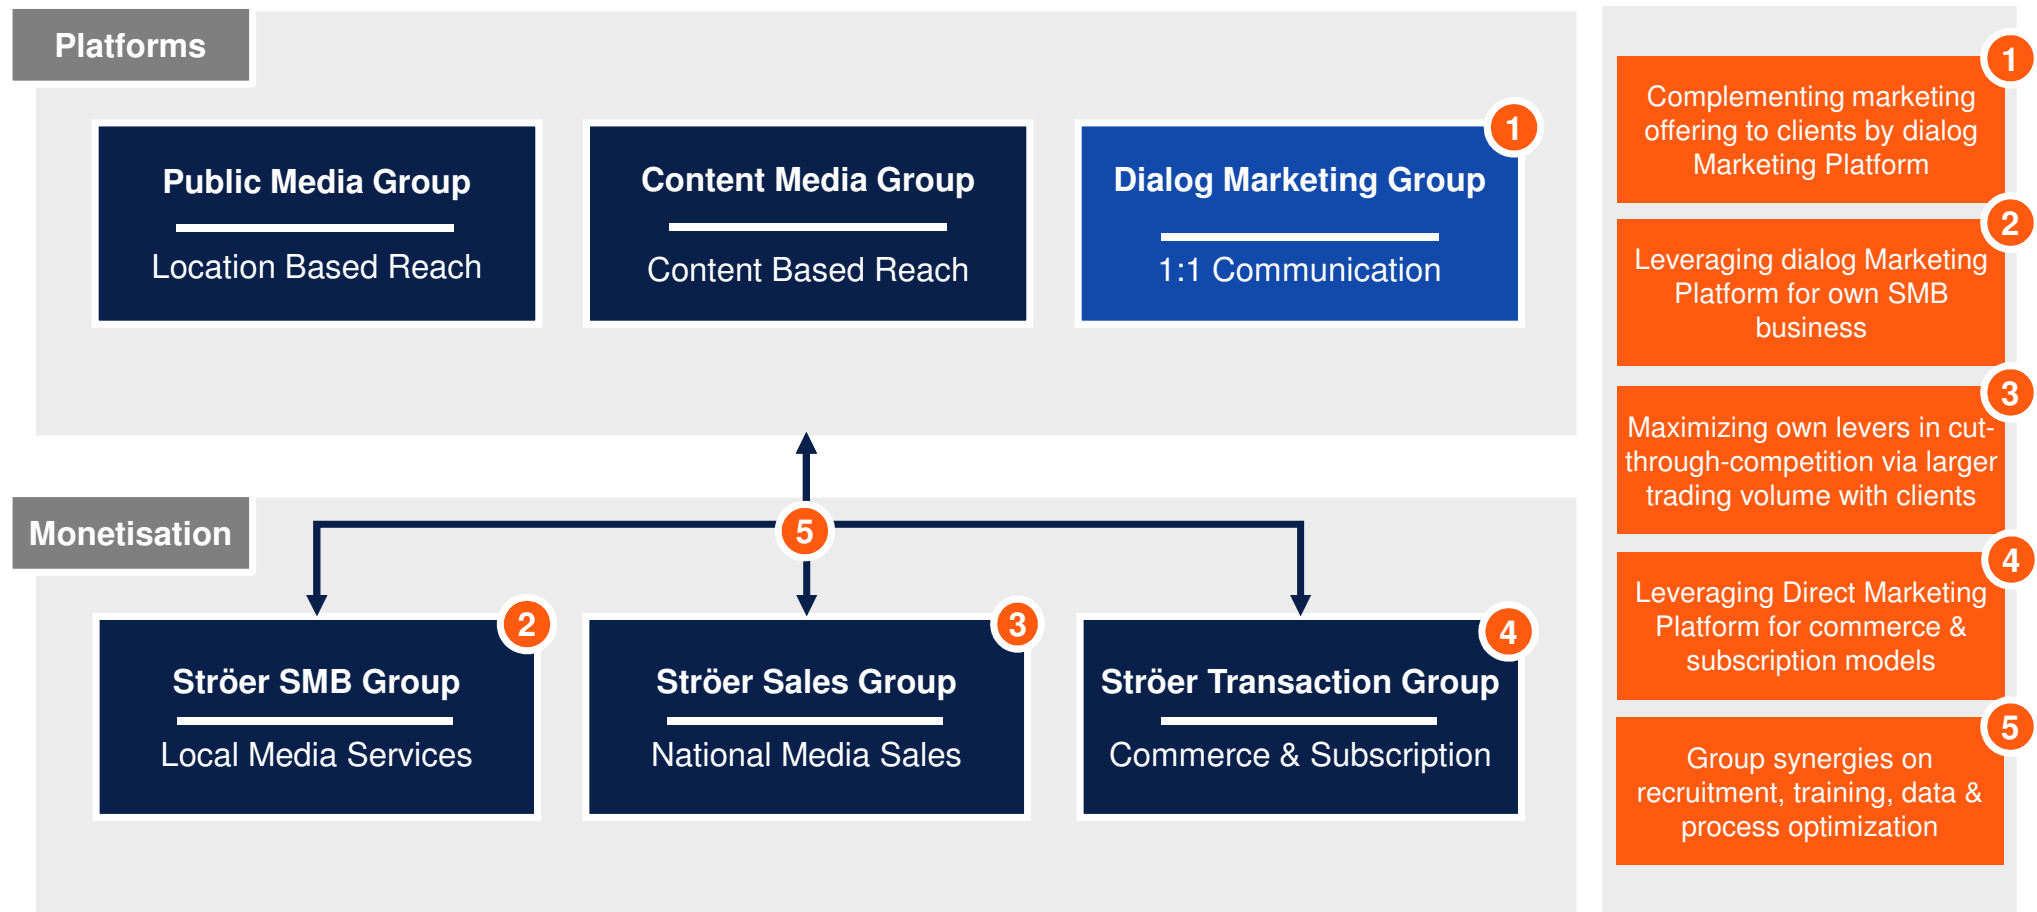 Platforms
Public Media Group
Location Based Reach
Content Media Group
Content Based Reach
1
Dialog Marketing Group
1:1 Communication
5
Monetisation
2
Ströer SMB Group
Local Media Services
3
Ströer Sales Group
National Media Sales
4
Ströer Transaction Group
Commerce & Subscription
1
Complementing marketing
offering to clients by dialog
Marketing Platform
2
Leveraging dialog Marketing
Platform for own SMB
business
3
Maximizing own levers in cut-
through-competition via larger
trading volume with clients
4
Leveraging Direct Marketing
Platform for commerce &
subscription models
5
Group synergies on
recruitment, training, data &
process optimization